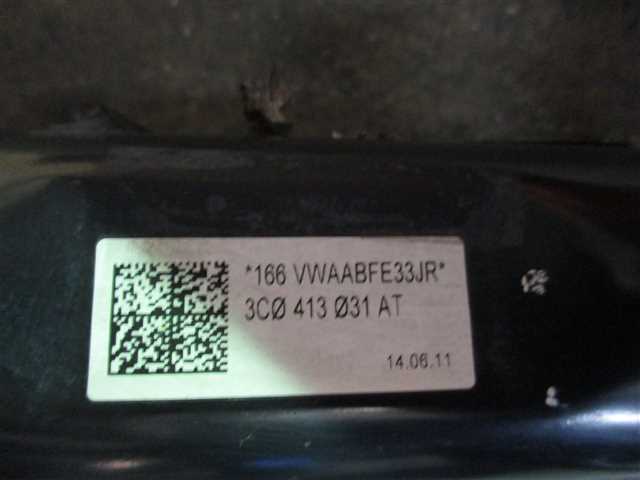 *166 VWAABFE33JR*
3CØ 413 Ø31 AT
14.06.11